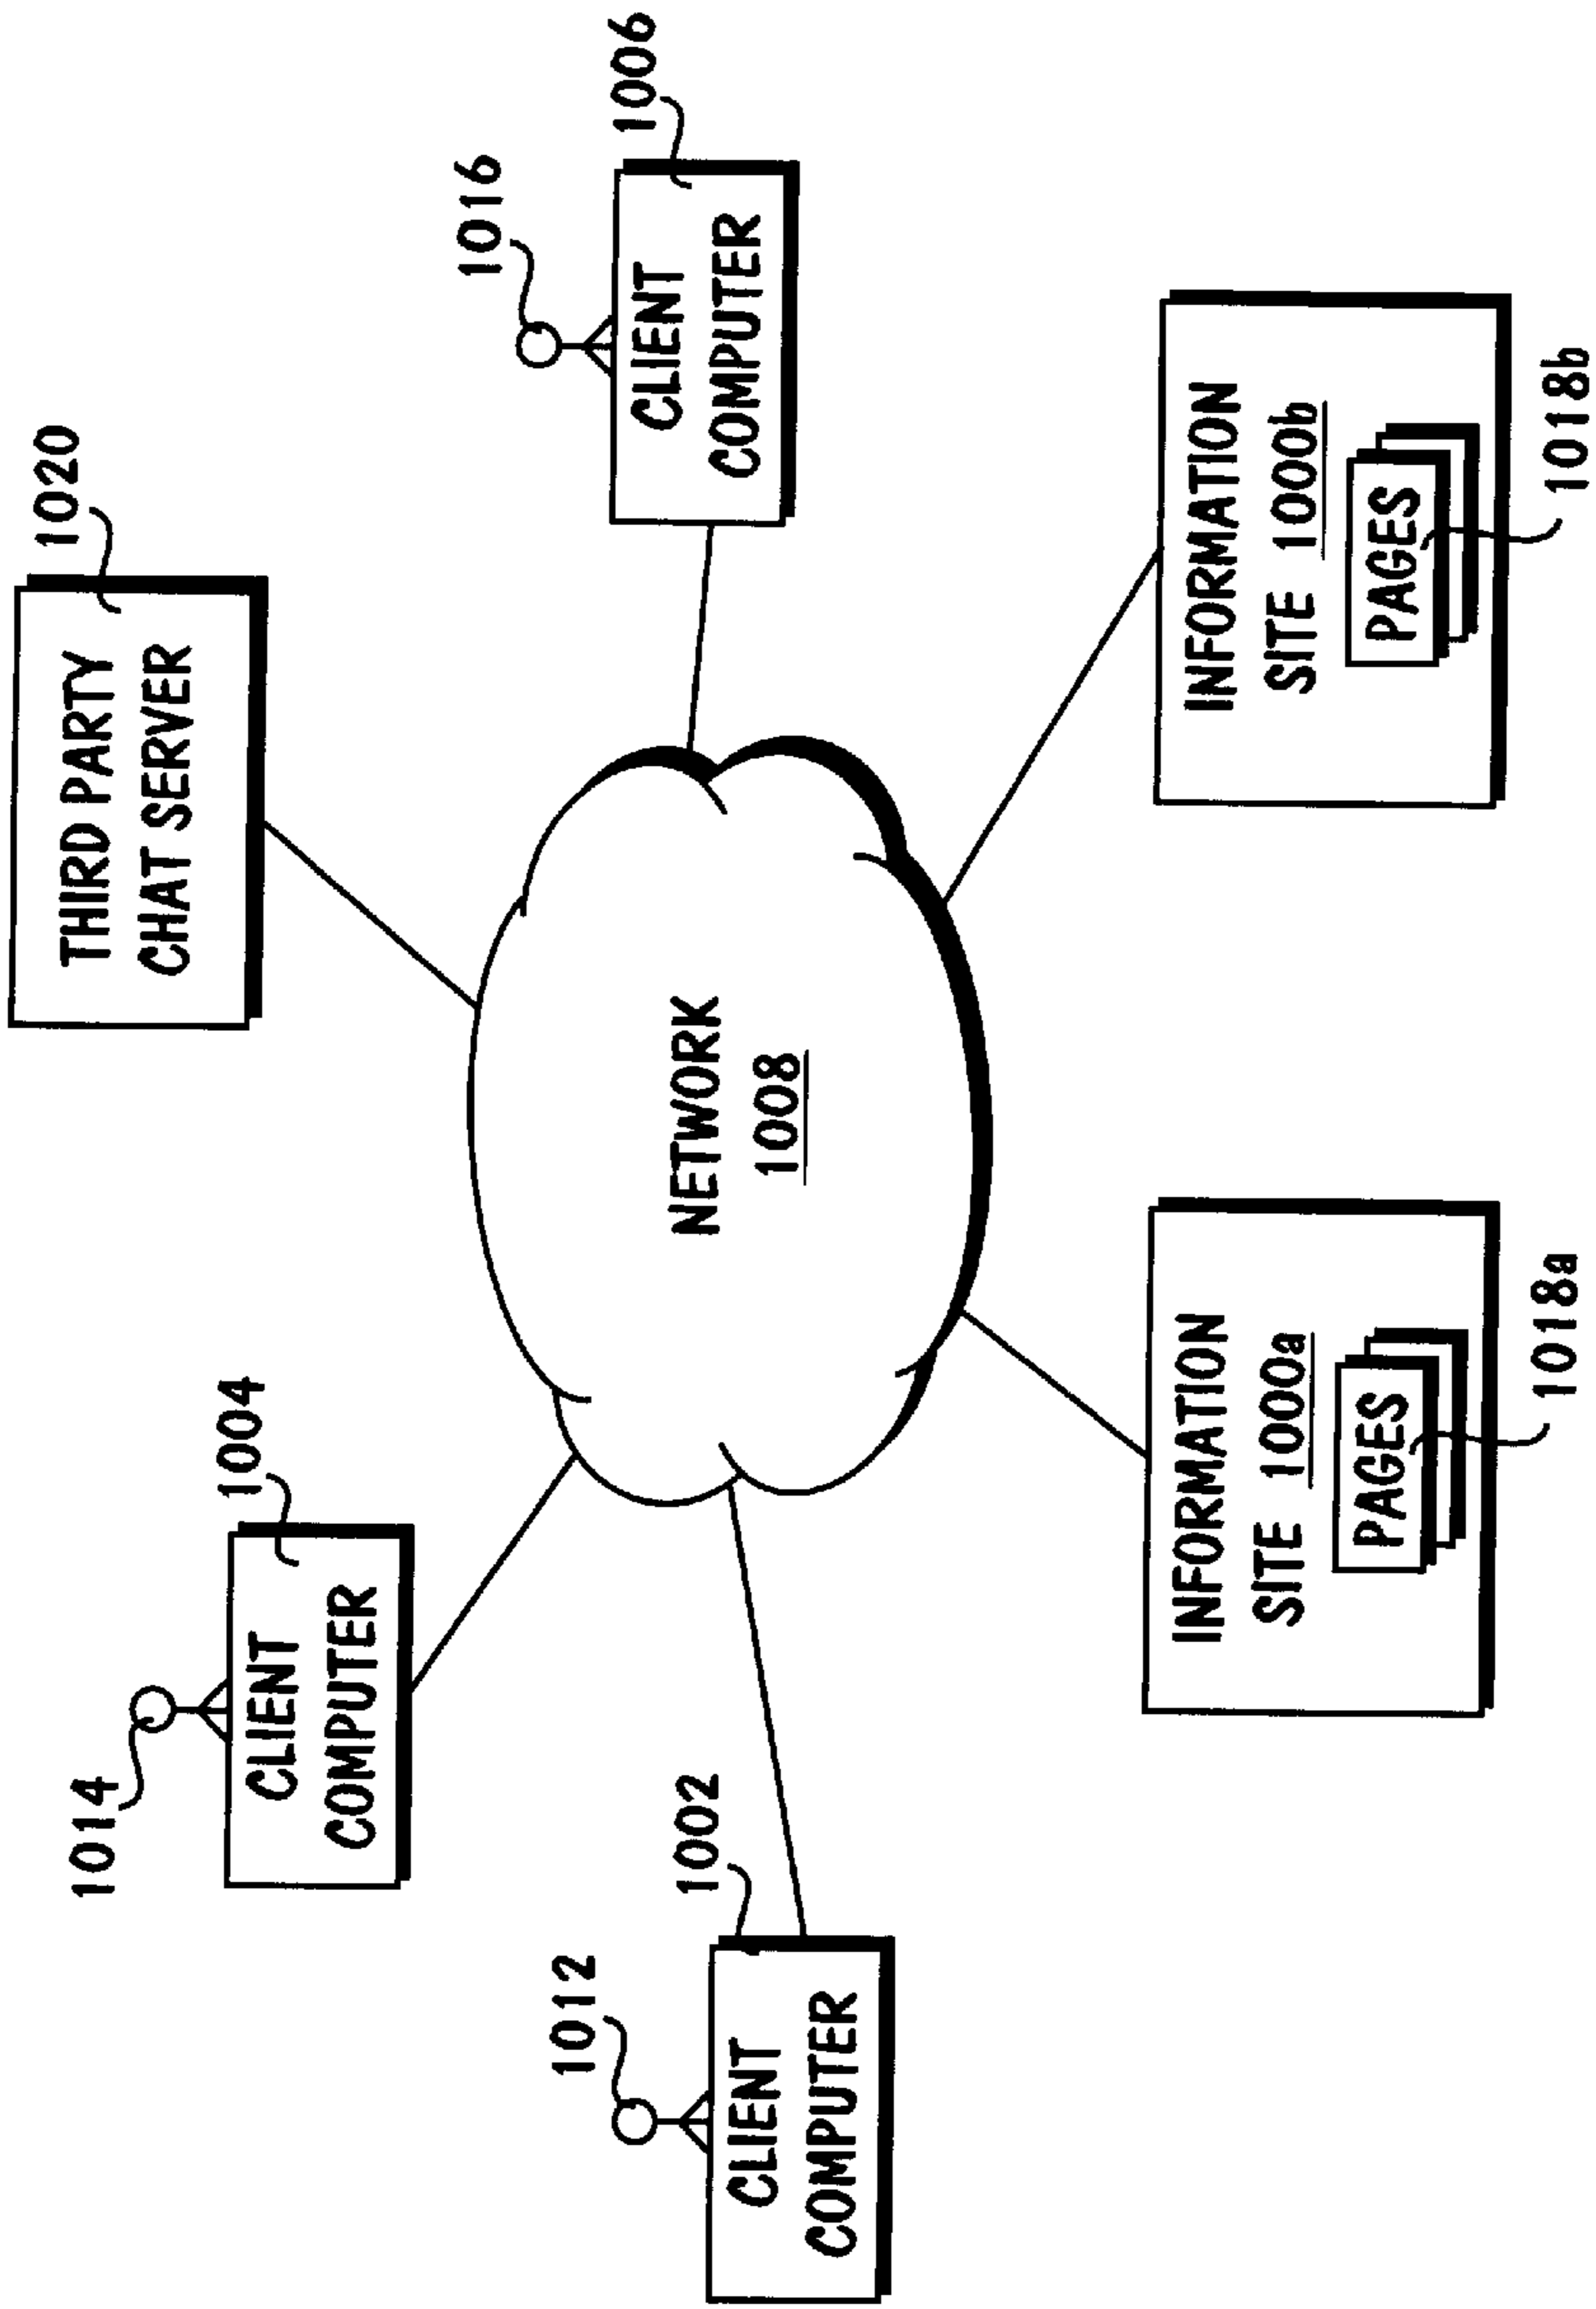 1020
THIRD PARTY
CHAT SERVER
1014
1004
CLIENT
COMPUTER
1016
1006
CLIENT
COMPUTER
1012
1002
CLIENT
COMPUTER
NETWORK
1008
INFORMATION
SITE 1000a
PAGES
1018a
INFORMATION
SITE 1000b
PAGES
1018b